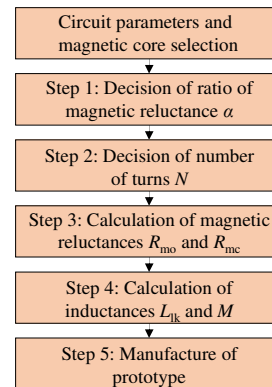 Circuit parameters and
magnetic core selection
Step 1: Decision of ratio of
magnetic reluctance α
Step 2: Decision of number
of turns N
Step 3: Calculation of magnetic
reluctances Rmo and Rmc
Step 4: Calculation of
inductances Llk and M
Step 5: Manufacture of
prototype